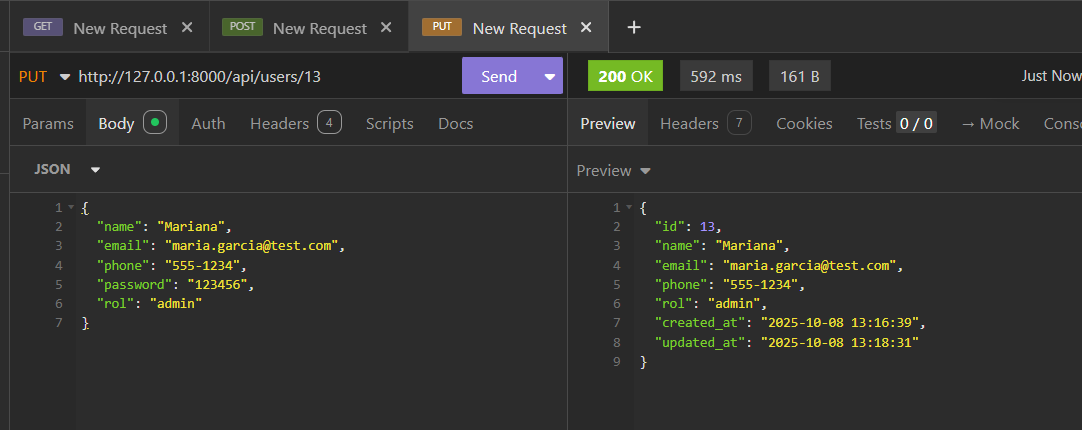 GET New Request × POST New Request × PUT New Request × +
PUT http://127.0.0.1:8000/api/users/13 Send
200 OK 592 ms 161 B Just Now
Params Body Auth Headers 4 Scripts Docs
Preview Headers 7 Cookies Tests 0 / 0 → Mock Conso
JSON
Preview
1 {
2 "name": "Mariana",
3 "email": "maria.garcia@test.com",
4 "phone": "555-1234",
5 "password": "123456",
6 "rol": "admin"
7 }
1 {
2 "id": 13,
3 "name": "Mariana",
4 "email": "maria.garcia@test.com",
5 "phone": "555-1234",
6 "rol": "admin",
7 "created_at": "2025-10-08 13:16:39",
8 "updated_at": "2025-10-08 13:18:31"
9 }